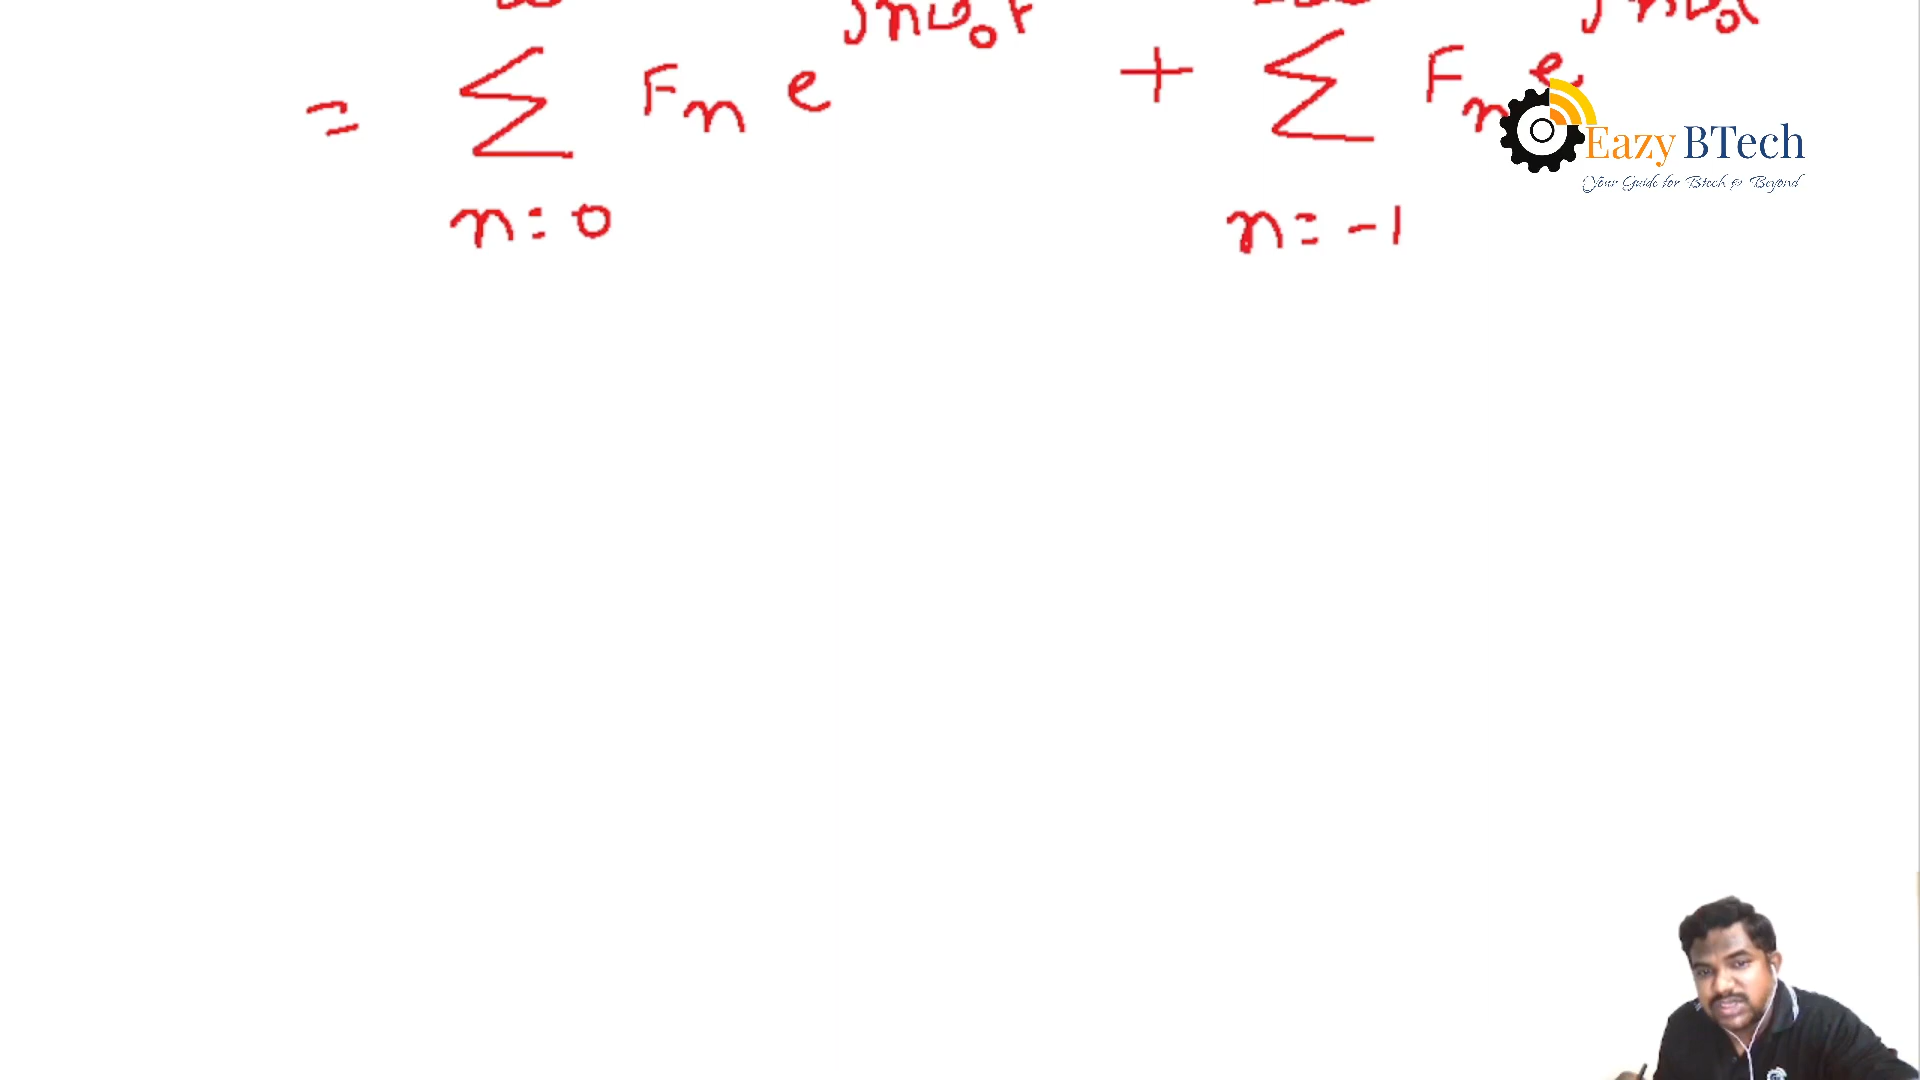 = Σ Fn e^jnω₀t + Σ Fn e^jnω₀t
n=0 n=-1
Eazy BTech
Your Guide for Btech & Beyond